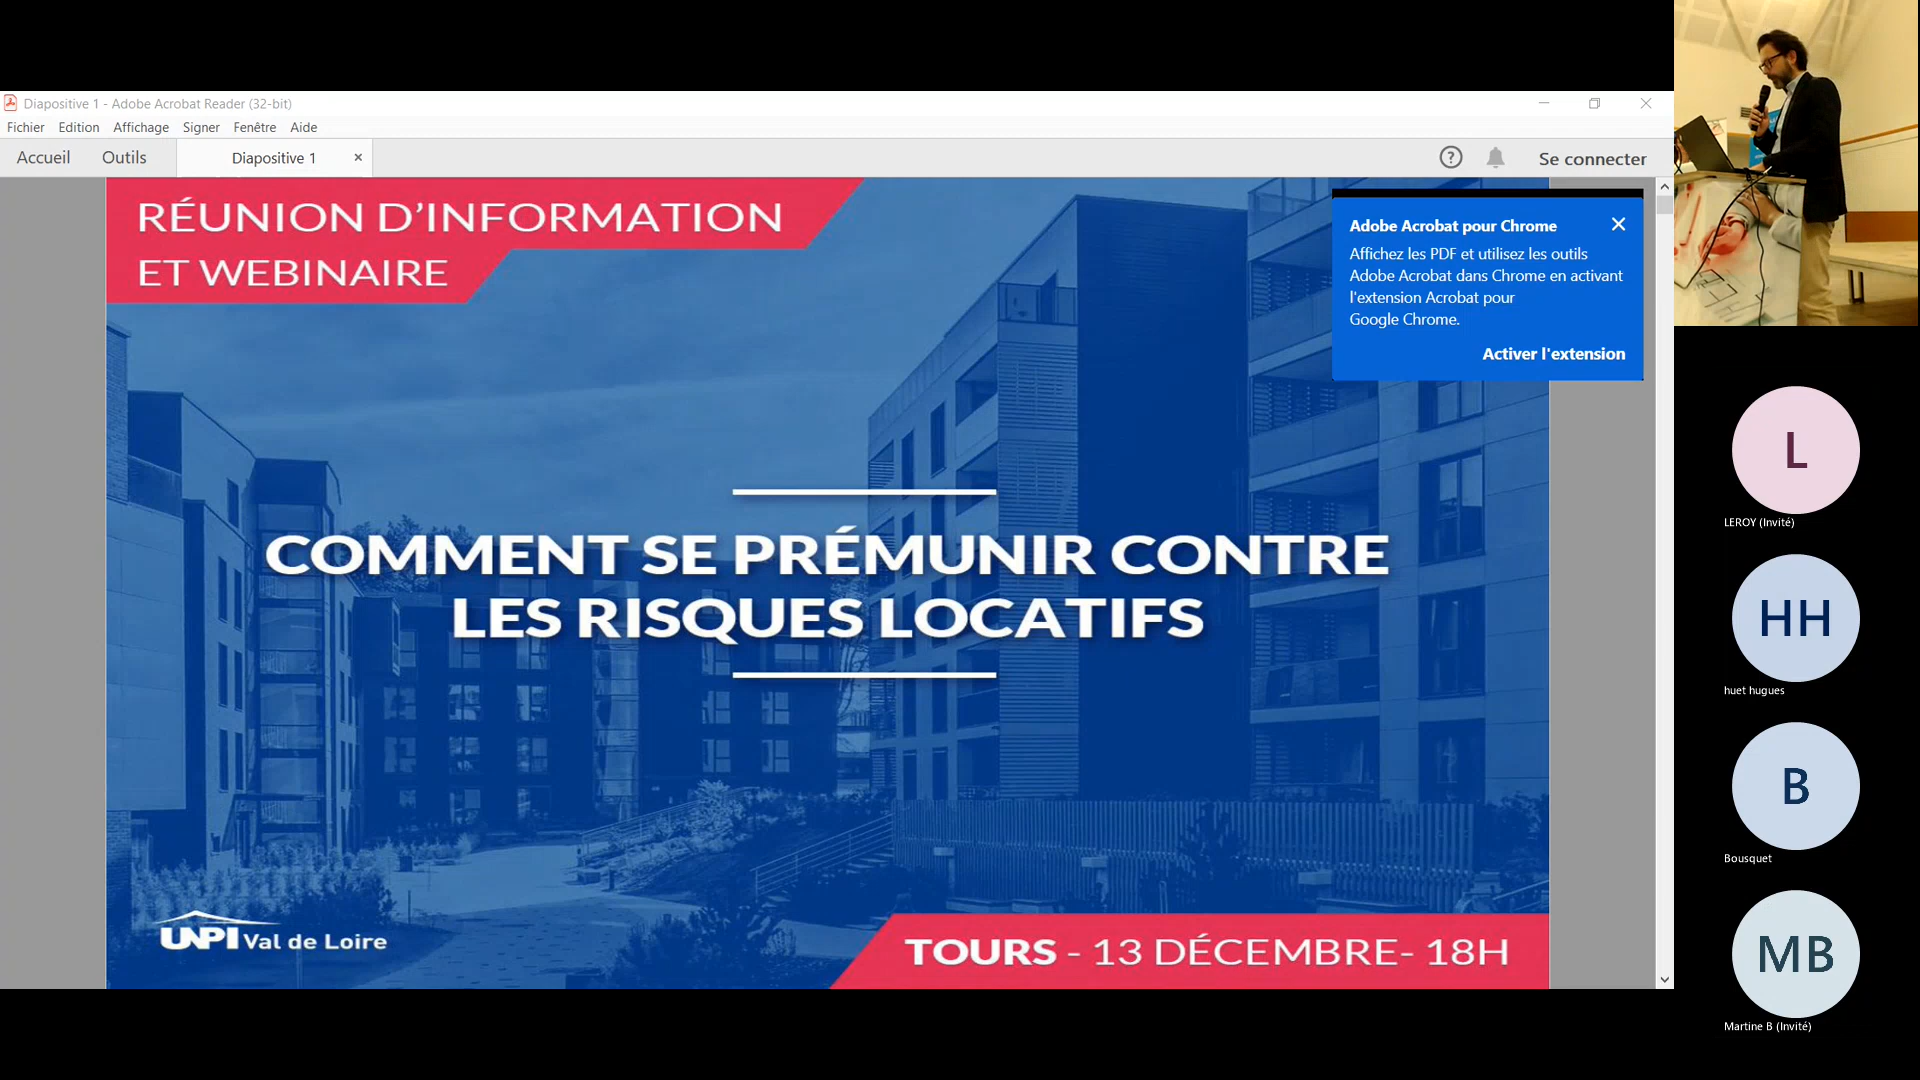 Diapositive 1 - Adobe Acrobat Reader (32-bit)
Fichier Edition Affichage Signer Fenêtre Aide
Accueil Outils Diapositive 1 × ? Se connecter
RÉUNION D'INFORMATION
ET WEBINAIRE
Adobe Acrobat pour Chrome
Affichez les PDF et utilisez les outils
Adobe Acrobat dans Chrome en activant
l'extension Acrobat pour
Google Chrome.
Activer l'extension
COMMENT SE PRÉMUNIR CONTRE
LES RISQUES LOCATIFS
UNPI Val de Loire
TOURS - 13 DÉCEMBRE- 18H
L
LEROY (Invité)
HH
huet hugues
B
Bousquet
MB
Martine B (Invité)